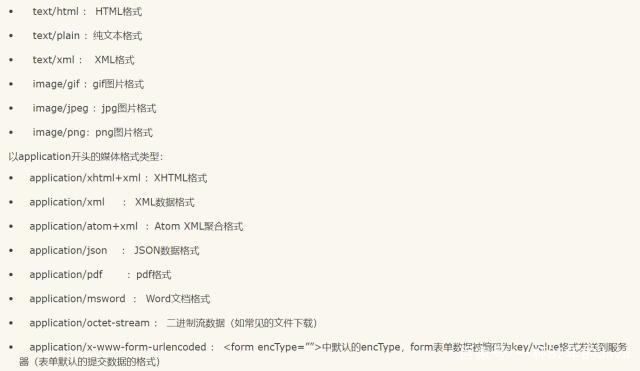 • text/html ： HTML格式
• text/plain ：纯文本格式
• text/xml ： XML格式
• image/gif ：gif图片格式
• image/jpeg ：jpg图片格式
• image/png：png图片格式
以application开头的媒体格式类型：
• application/xhtml+xml ：XHTML格式
• application/xml ： XML数据格式
• application/atom+xml ：Atom XML聚合格式
• application/json ： JSON数据格式
• application/pdf ：pdf格式
• application/msword ： Word文档格式
• application/octet-stream ： 二进制流数据（如常见的文件下载）
• application/x-www-form-urlencoded ： <form encType="">中默认的encType，form表单数据被编码为key/value格式发送到服务
器（表单默认的提交数据的格式）